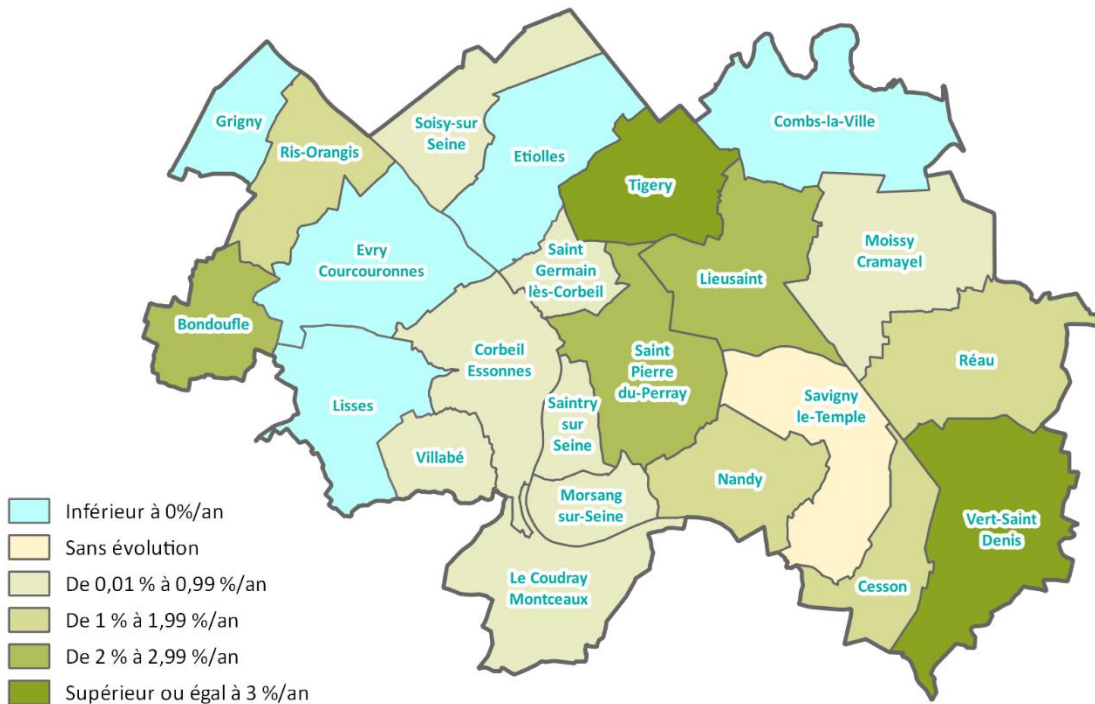 Grigny
Ris-Orangis
Soisy-sur
Seine
Etiolles
Combs-la-Ville
Tigery
Evry
Courcouronnes
Saint
Germain
lès-Corbeil
Lieusaint
Moissy
Cramayel
Bondoufle
Corbeil
Essonnes
Saint
Pierre
du-Perray
Réau
Lisses
Saintry
sur
Seine
Savigny
le-Temple
Villabé
Nandy
Morsang
sur-Seine
Vert-Saint
Denis
Le Coudray
Montceaux
Cesson
Inférieur à 0%/an
Sans évolution
De 0,01 % à 0,99 %/an
De 1 % à 1,99 %/an
De 2 % à 2,99 %/an
Supérieur ou égal à 3 %/an